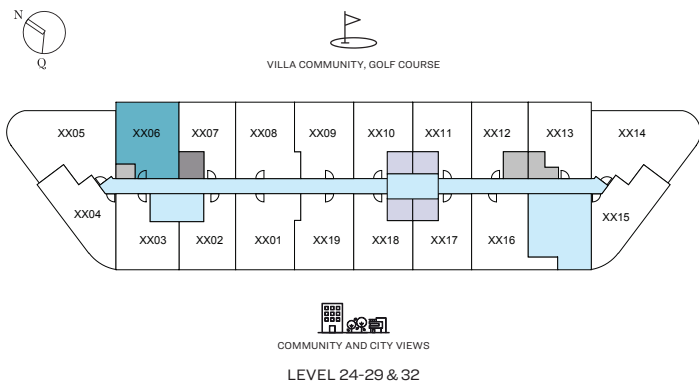 N
Q
VILLA COMMUNITY, GOLF COURSE
XX05 XX06 XX07 XX08 XX09 XX10 XX11 XX12 XX13 XX14
XX04 XX15
XX03 XX02 XX01 XX19 XX18 XX17 XX16
COMMUNITY AND CITY VIEWS
LEVEL 24-29 & 32